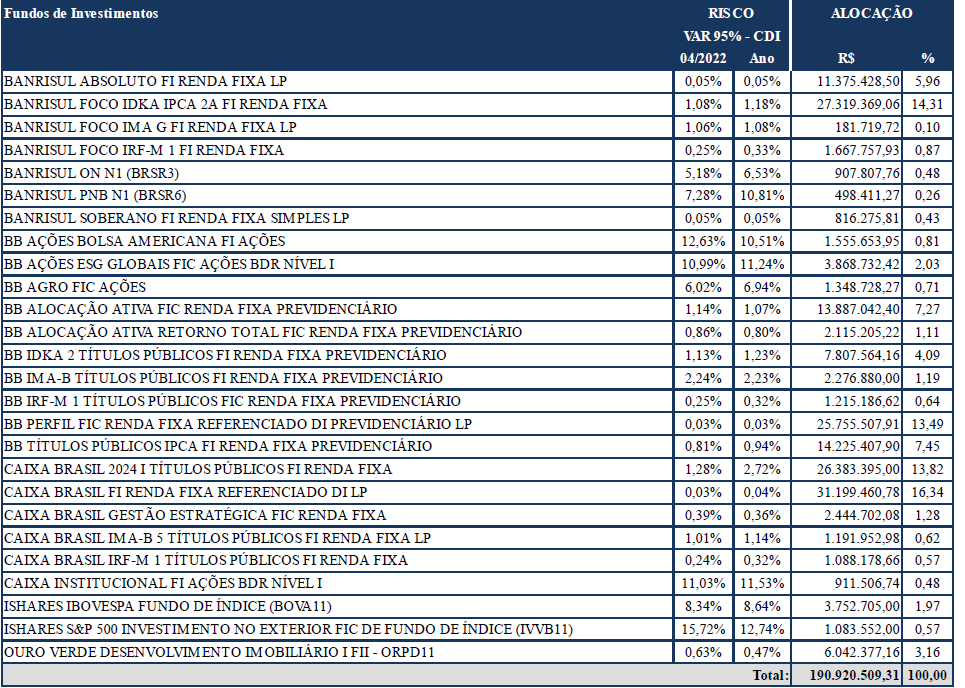 Fundos de Investimentos RISCO ALOCAÇÃO
VAR 95% - CDI
04/2022 Ano R$ %
BANRISUL ABSOLUTO FI RENDA FIXA LP 0,05% 0,05% 11.375.428,50 5,96
BANRISUL FOCO IDKA IPCA 2A FI RENDA FIXA 1,08% 1,18% 27.319.369,06 14,31
BANRISUL FOCO IMA G FI RENDA FIXA LP 1,06% 1,08% 181.719,72 0,10
BANRISUL FOCO IRF-M 1 FI RENDA FIXA 0,25% 0,33% 1.667.757,93 0,87
BANRISUL ON N1 (BRSR3) 5,18% 6,53% 907.807,76 0,48
BANRISUL PNB N1 (BRSR6) 7,28% 10,81% 498.411,27 0,26
BANRISUL SOBERANO FI RENDA FIXA SIMPLES LP 0,05% 0,05% 816.275,81 0,43
BB AÇÕES BOLSA AMERICANA FI AÇÕES 12,63% 10,51% 1.555.653,95 0,81
BB AÇÕES ESG GLOBAIS FIC AÇÕES BDR NÍVEL I 10,99% 11,24% 3.868.732,42 2,03
BB AGRO FIC AÇÕES 6,02% 6,94% 1.348.728,27 0,71
BB ALOCAÇÃO ATIVA FIC RENDA FIXA PREVIDENCIÁRIO 1,14% 1,07% 13.887.042,40 7,27
BB ALOCAÇÃO ATIVA RETORNO TOTAL FIC RENDA FIXA PREVIDENCIÁRIO 0,86% 0,80% 2.115.205,22 1,11
BB IDKA 2 TÍTULOS PÚBLICOS FI RENDA FIXA PREVIDENCIÁRIO 1,13% 1,23% 7.807.564,16 4,09
BB IMA-B TÍTULOS PÚBLICOS FI RENDA FIXA PREVIDENCIÁRIO 2,24% 2,23% 2.276.880,00 1,19
BB IRF-M 1 TÍTULOS PÚBLICOS FIC RENDA FIXA PREVIDENCIÁRIO 0,25% 0,32% 1.215.186,62 0,64
BB PERFIL FIC RENDA FIXA REFERENCIADO DI PREVIDENCIÁRIO LP 0,03% 0,03% 25.755.507,91 13,49
BB TÍTULOS PÚBLICOS IPCA FI RENDA FIXA PREVIDENCIÁRIO 0,81% 0,94% 14.225.407,90 7,45
CAIXA BRASIL 2024 I TÍTULOS PÚBLICOS FI RENDA FIXA 1,28% 2,72% 26.383.395,00 13,82
CAIXA BRASIL FI RENDA FIXA REFERENCIADO DI LP 0,03% 0,04% 31.199.460,78 16,34
CAIXA BRASIL GESTÃO ESTRATÉGICA FIC RENDA FIXA 0,39% 0,36% 2.444.702,08 1,28
CAIXA BRASIL IMA-B 5 TÍTULOS PÚBLICOS FI RENDA FIXA LP 1,01% 1,14% 1.191.952,98 0,62
CAIXA BRASIL IRF-M 1 TÍTULOS PÚBLICOS FI RENDA FIXA 0,24% 0,32% 1.088.178,66 0,57
CAIXA INSTITUCIONAL FI AÇÕES BDR NÍVEL I 11,03% 11,53% 911.506,74 0,48
ISHARES IBOVESPA FUNDO DE ÍNDICE (BOVA11) 8,34% 8,64% 3.752.705,00 1,97
ISHARES S&P 500 INVESTIMENTO NO EXTERIOR FIC DE FUNDO DE ÍNDICE (IVVB11) 15,72% 12,74% 1.083.552,00 0,57
OURO VERDE DESENVOLVIMENTO IMOBILIÁRIO I FII - ORPD11 0,63% 0,47% 6.042.377,16 3,16
Total: 190.920.509,31 100,00